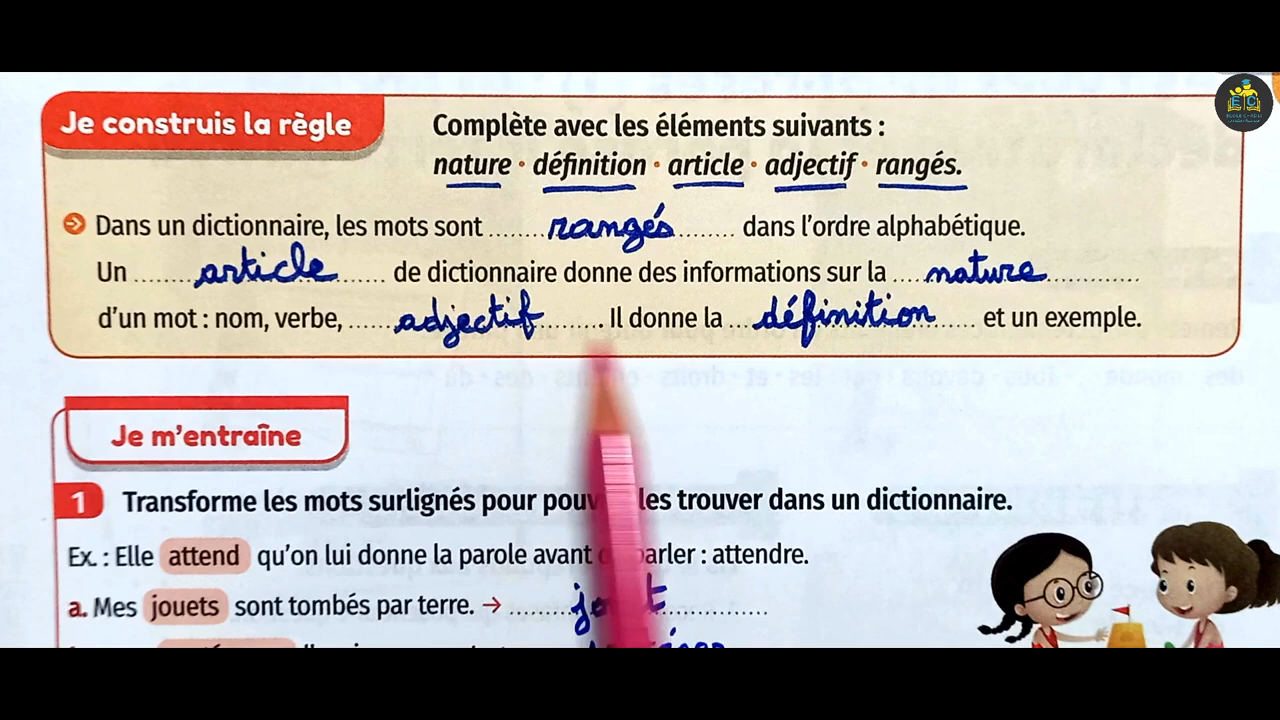 Je construis la règle
Complète avec les éléments suivants :
nature • définition • article • adjectif • rangés.
Dans un dictionnaire, les mots sont ...... rangés ...... dans l'ordre alphabétique.
Un ...... article ...... de dictionnaire donne des informations sur la ...... nature ......
d'un mot : nom, verbe, ...... adjectif ...... . Il donne la ...... définition ...... et un exemple.
Je m'entraîne
1 Transforme les mots surlignés pour les trouver dans un dictionnaire.
Ex. : Elle attend qu'on lui donne la parole avant parler : attendre.
a. Mes jouets sont tombés par terre. →
EC